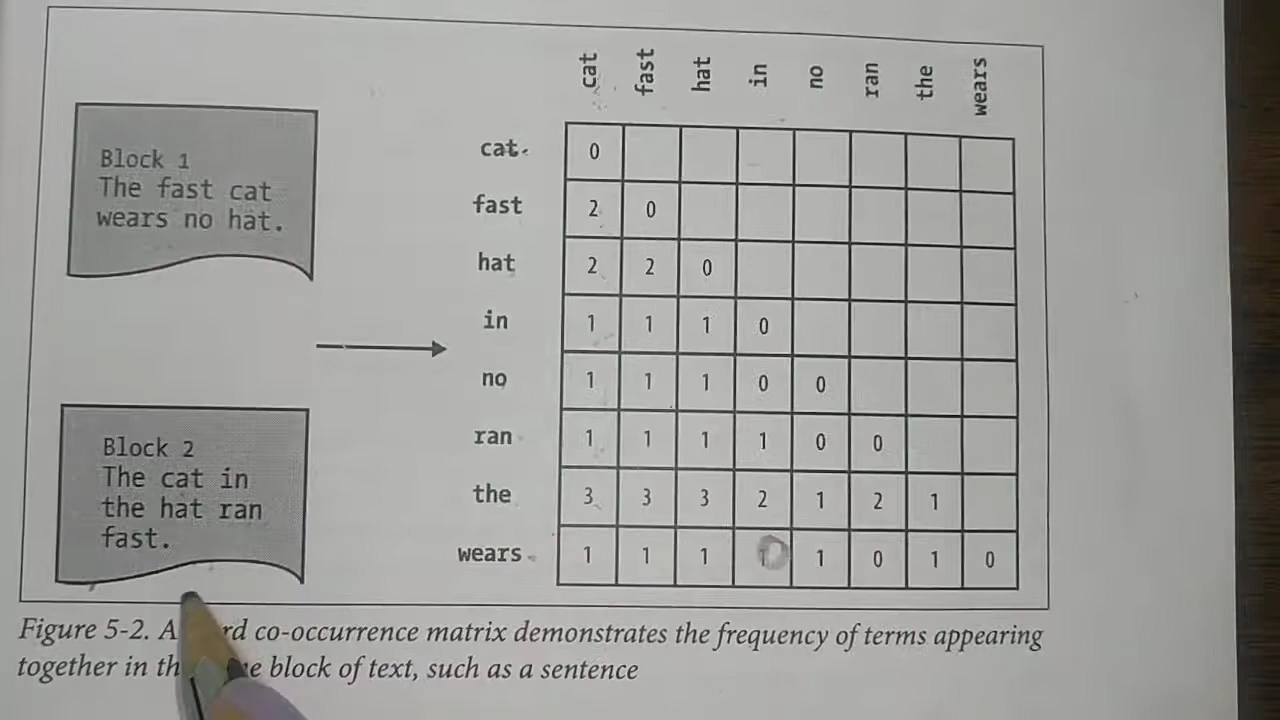 cat fast hat in no ran the wears
Block 1
The fast cat
wears no hat.
Block 2
The cat in
the hat ran
fast.
cat 0
fast 2 0
hat 2 2 0
in 1 1 1 0
no 1 1 1 0 0
ran 1 1 1 1 0 0
the 3 3 3 2 1 2 1
wears 1 1 1 1 0 1 0
Figure 5-2. A co-occurrence matrix demonstrates the frequency of terms appearing
together in block of text, such as a sentence